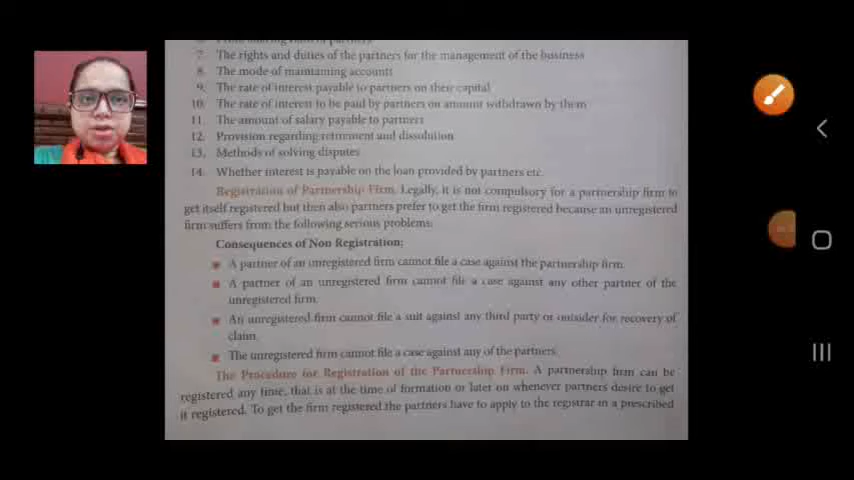 7. The rights and duties of the partners for the management of the business
8. The mode of maintaining accounts
9. The rate of interest payable to partners on their capital
10. The rate of interest to be paid by partners on amount withdrawn by them
11. The amount of salary payable to partners
12. Provision regarding retirement and dissolution
13. Methods of solving disputes
14. Whether interest is payable on the loan provided by partners etc.
Registration of Partnership Firm. Legally, it is not compulsory for a partnership firm to
get itself registered but then also partners prefer to get the firm registered because an unregistered
firm suffers from the following serious problems:
Consequences of Non Registration:
A partner of an unregistered firm cannot file a case against the partnership firm.
A partner of an unregistered firm cannot file a case against any other partner of the
unregistered firm.
An unregistered firm cannot file a suit against any third party or outsider for recovery of
claim.
The unregistered firm cannot file a case against any of the partners.
The Procedure for Registration of the Partnership Firm. A partnership firm can be
registered any time, that is at the time of formation or later on whenever partners desire to get
it registered. To get the firm registered the partners have to apply to the registrar in a prescribed